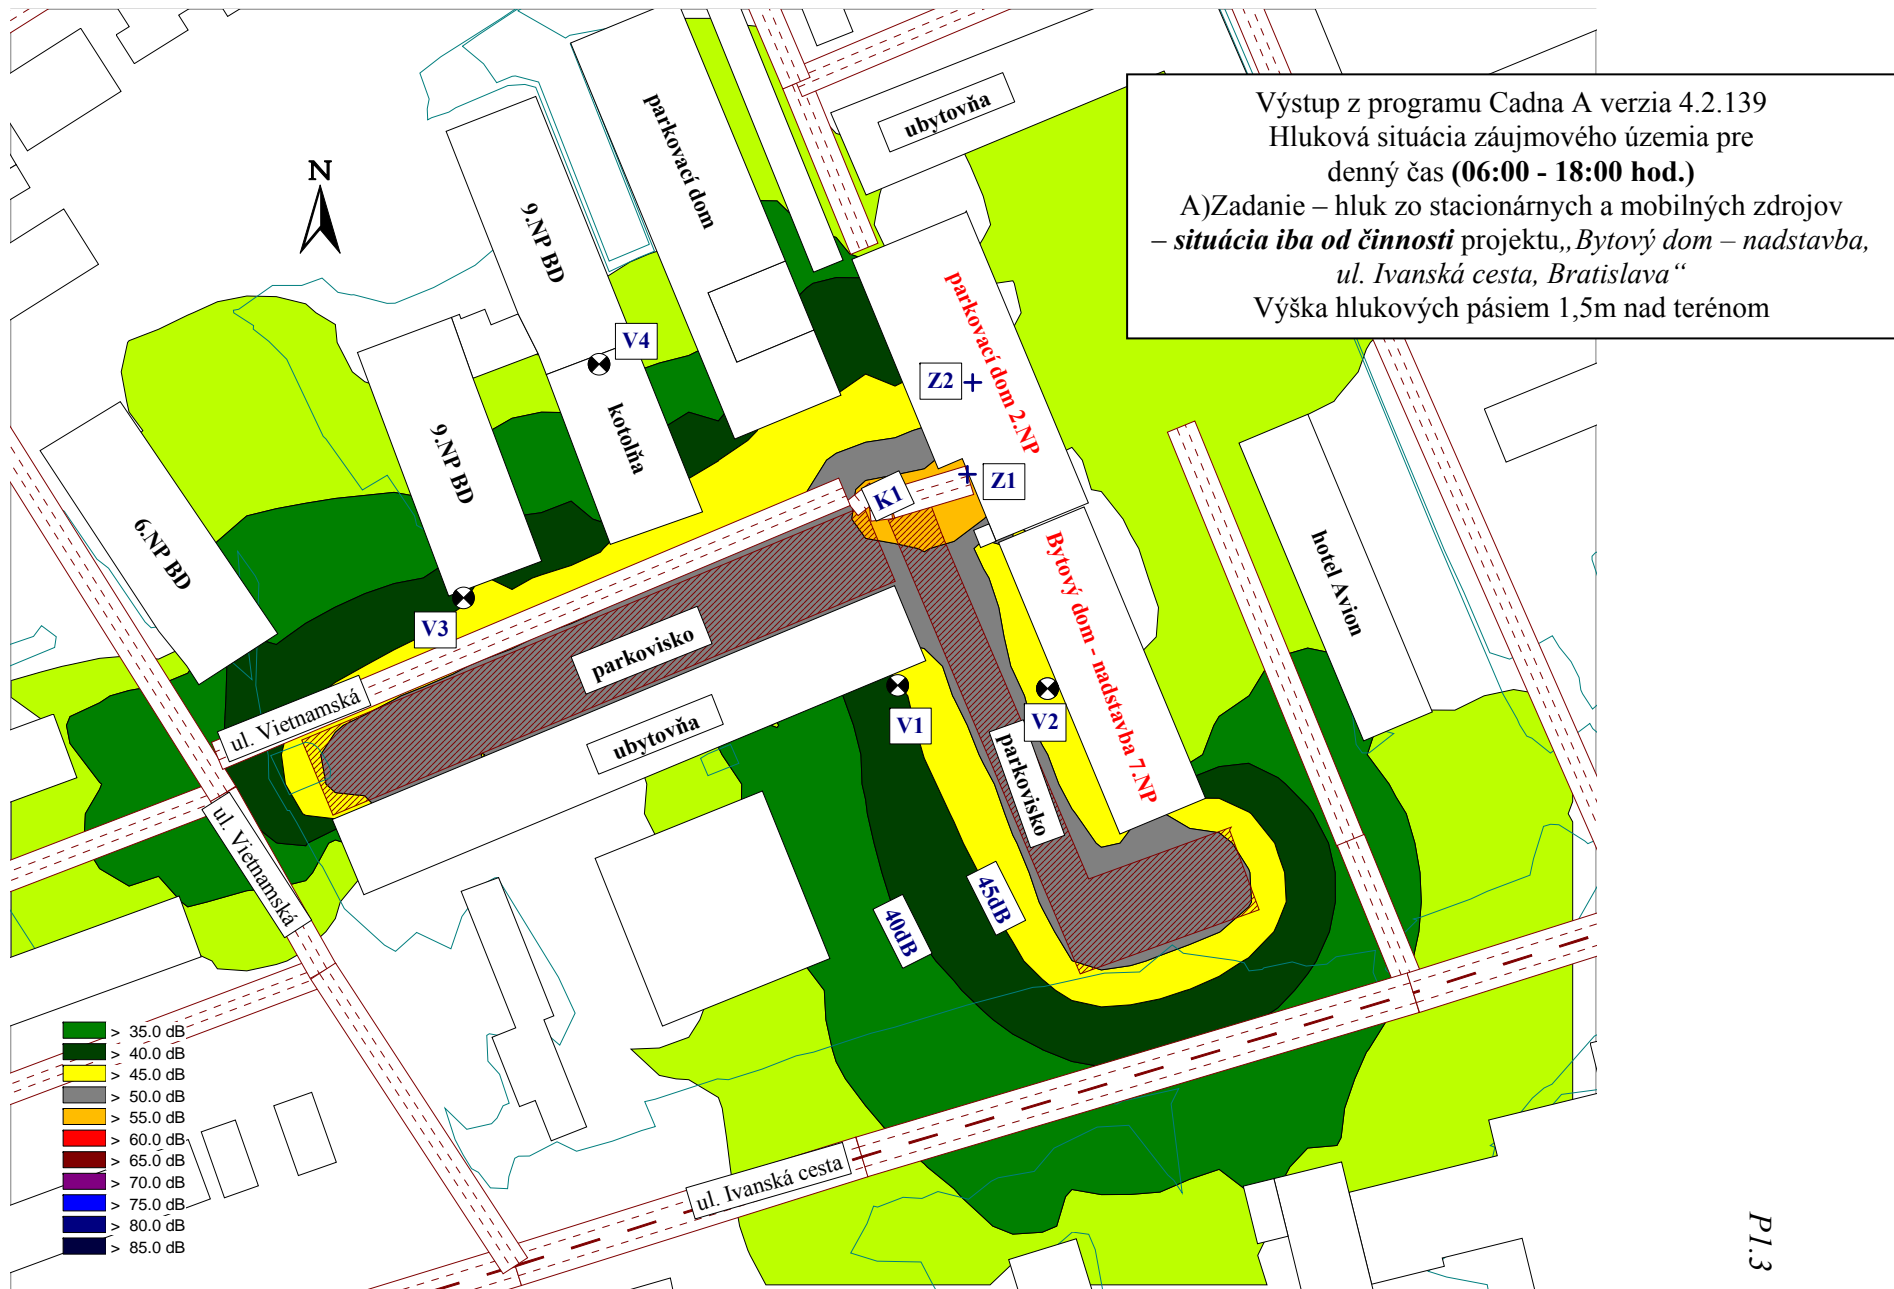 Výstup z programu Cadna A verzia 4.2.139
Hluková situácia záujmového územia pre
denný čas (06:00 - 18:00 hod.)
A)Zadanie – hluk zo stacionárnych a mobilných zdrojov
– situácia iba od činnosti projektu„Bytový dom – nadstavba,
ul. Ivanská cesta, Bratislava“
Výška hlukových pásiem 1,5m nad terénom
N
ubytovňa
parkovací dom
9.NP BD
V4
parkovací dom 2.NP
Z2
kotolňa
9.NP BD
Z1
K1
6.NP BD
hotel Avion
Bytový dom - nadstavba 7.NP
V3
parkovisko
ul. Vietnamská
ubytovňa
V1
V2
parkovisko
ul. Vietnamská
45dB
40dB
ul. Ivanská cesta
> 35.0 dB
> 40.0 dB
> 45.0 dB
> 50.0 dB
> 55.0 dB
> 60.0 dB
> 65.0 dB
> 70.0 dB
> 75.0 dB
> 80.0 dB
> 85.0 dB
P1.3